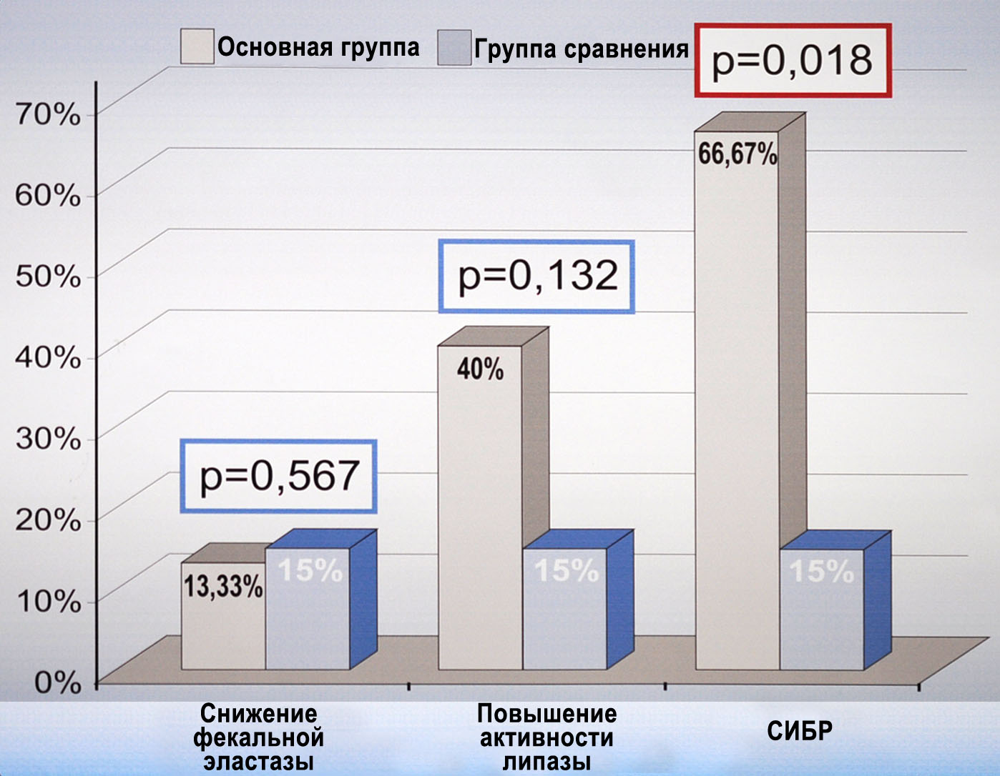 Основная группа
Группа сравнения
p=0,018
70%
60%
50%
40%
30%
20%
10%
0%
66,67%
p=0,132
40%
p=0,567
13,33%
15%
15%
15%
Снижение
фекальной
эластазы
Повышение
активности
липазы
СИБР